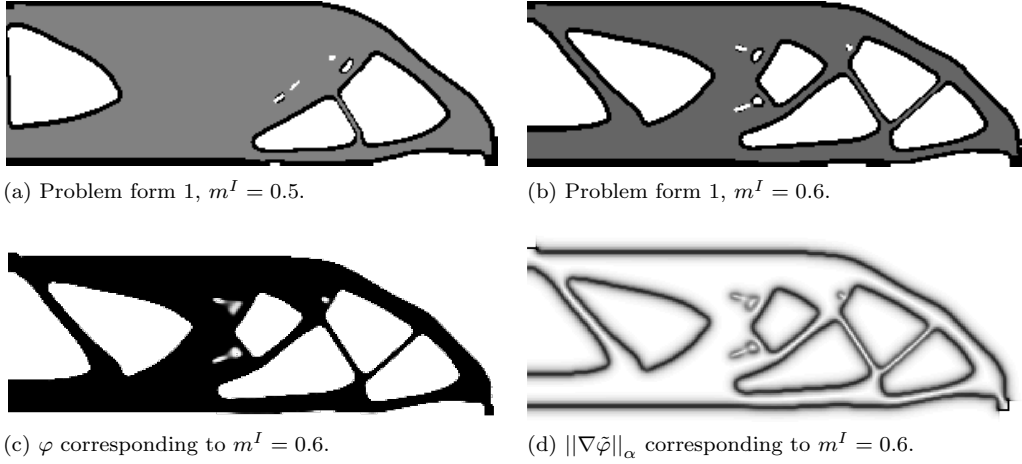 (a) Problem form 1, m^I = 0.5.
(b) Problem form 1, m^I = 0.6.
(c) φ corresponding to m^I = 0.6.
(d) ||∇φ̃||_α corresponding to m^I = 0.6.